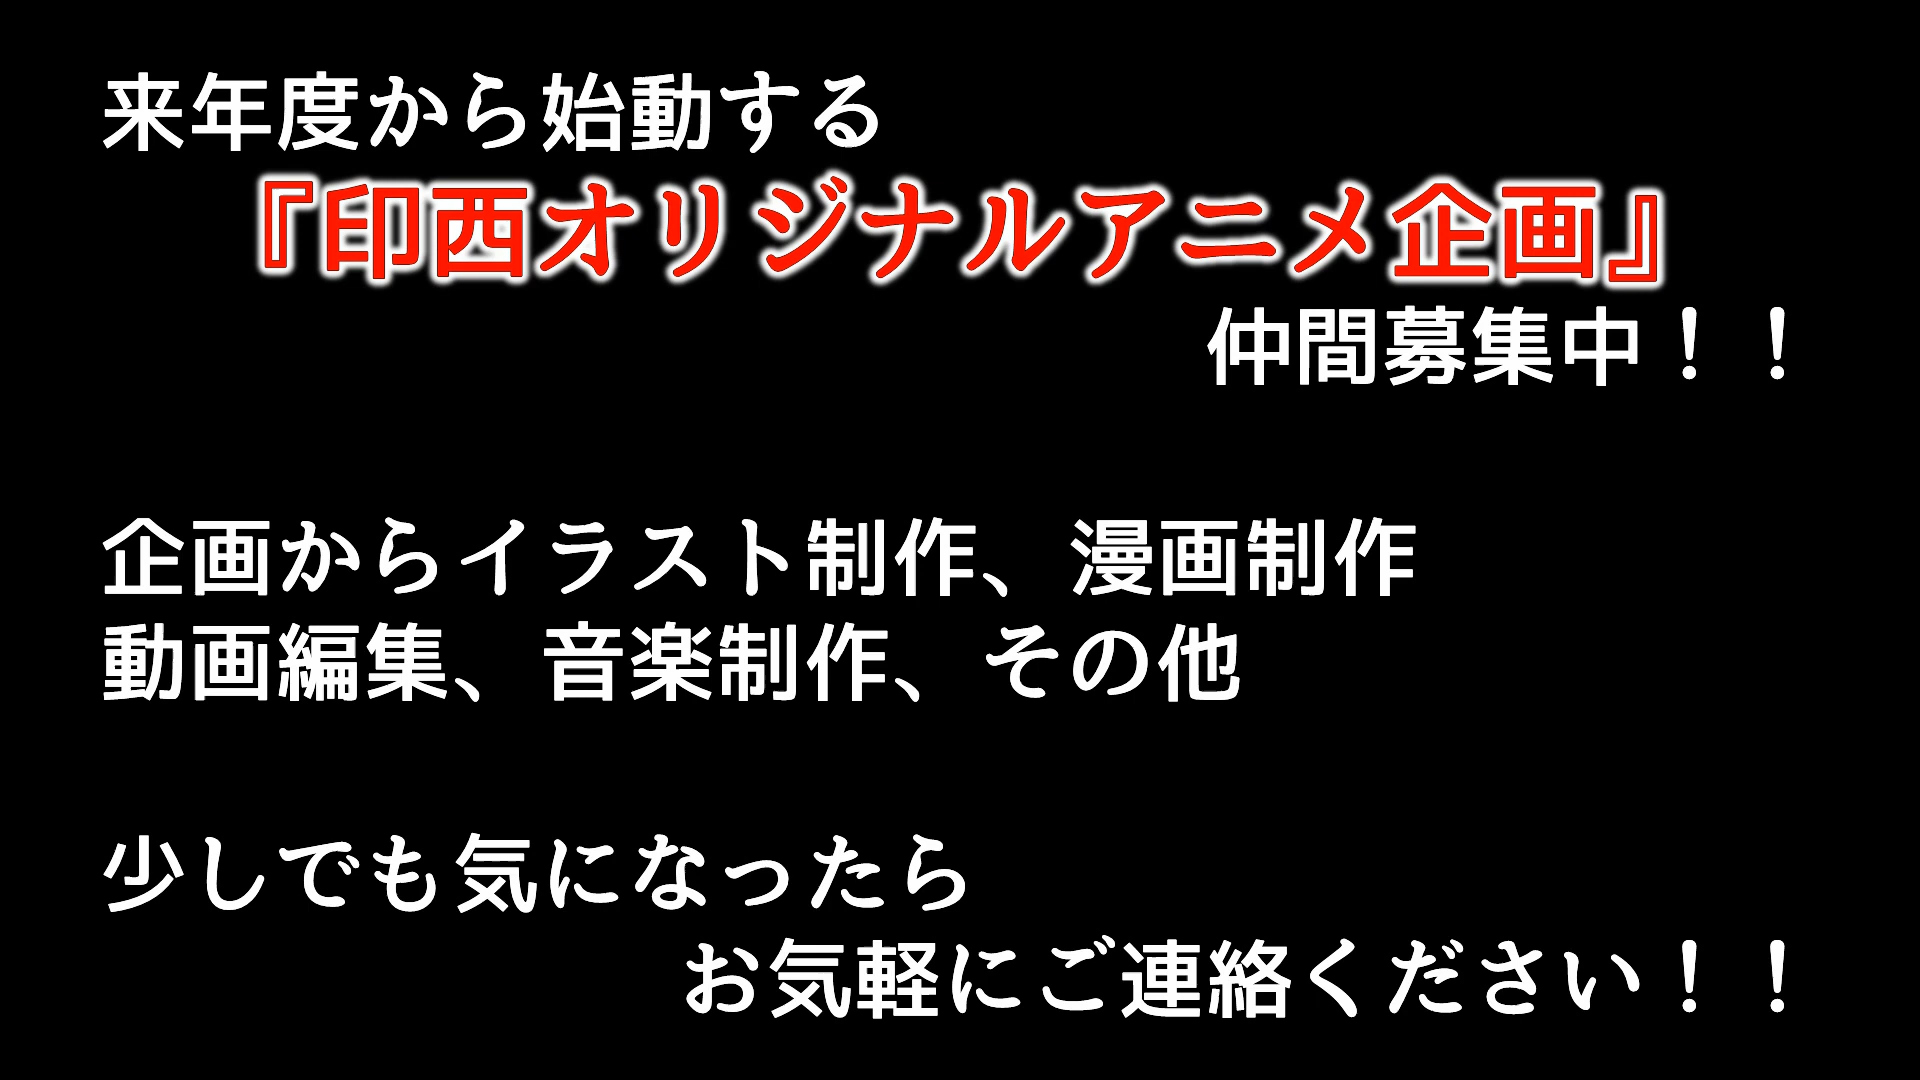 来年度から始動する
『印西オリジナルアニメ企画』
仲間募集中！！
企画からイラスト制作、漫画制作
動画編集、音楽制作、その他
少しでも気になったら
お気軽にご連絡ください！！